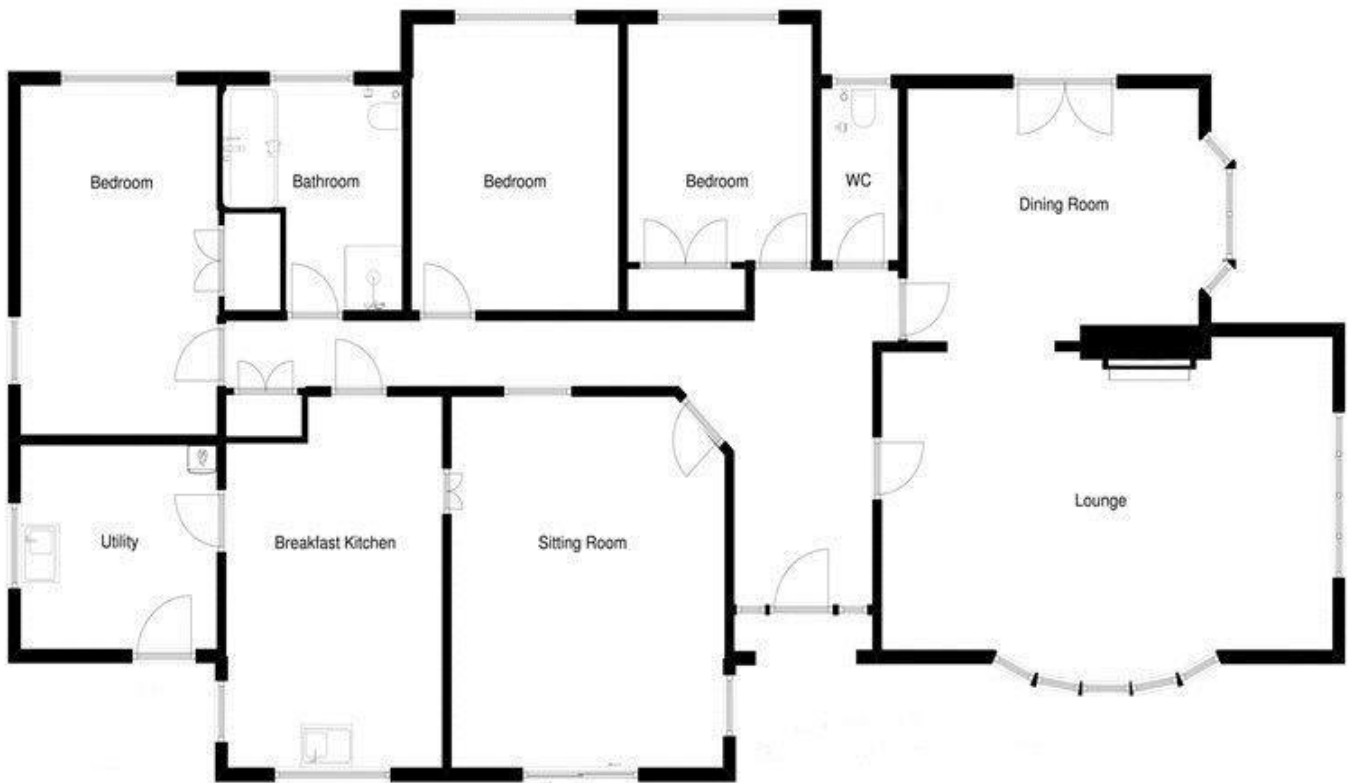 Bedroom
Bathroom
Bedroom
Bedroom
WC
Dining Room
Utility
Breakfast Kitchen
Sitting Room
Lounge